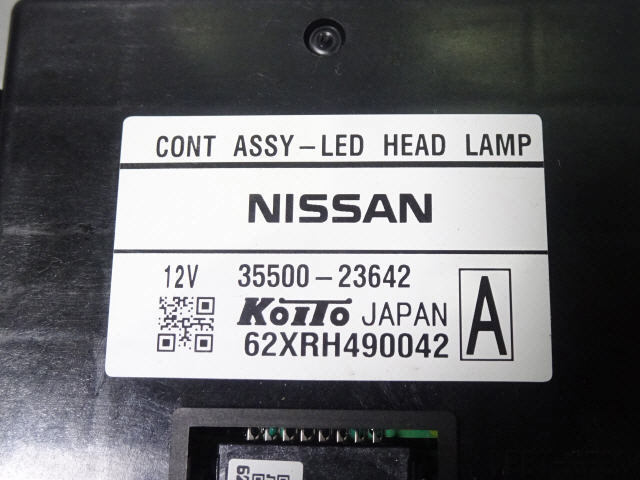 CONT ASSY-LED HEAD LAMP
NISSAN
12V 35500-23642
KOITO JAPAN A
62XRH490042